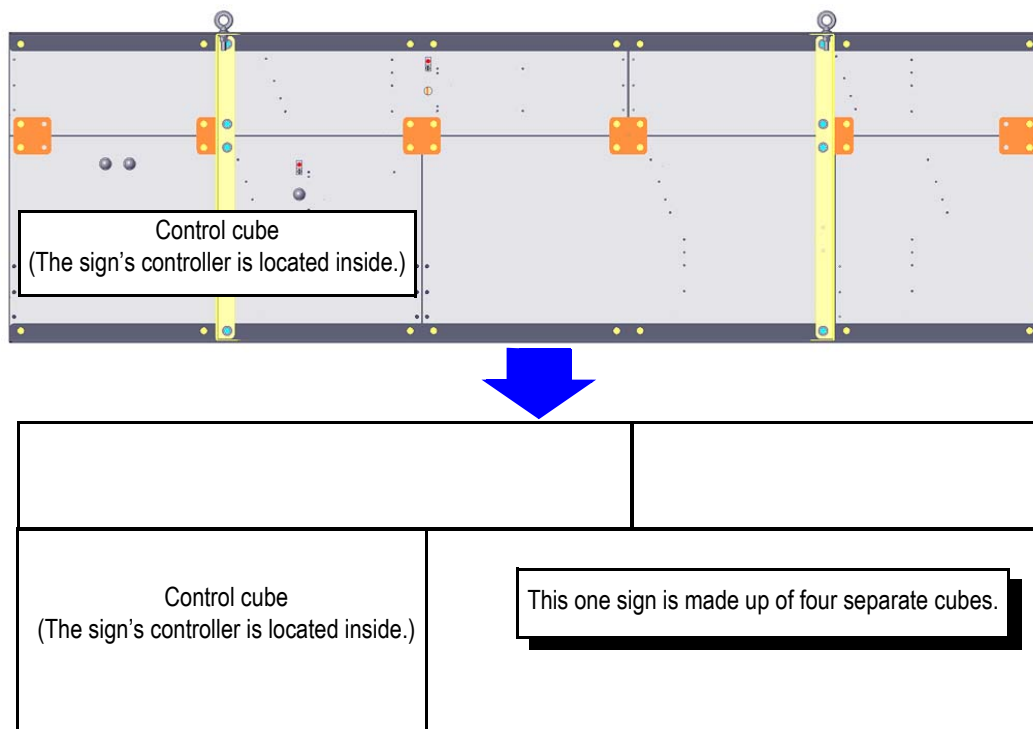 Control cube
(The sign’s controller is located inside.)
Control cube
(The sign’s controller is located inside.)
This one sign is made up of four separate cubes.